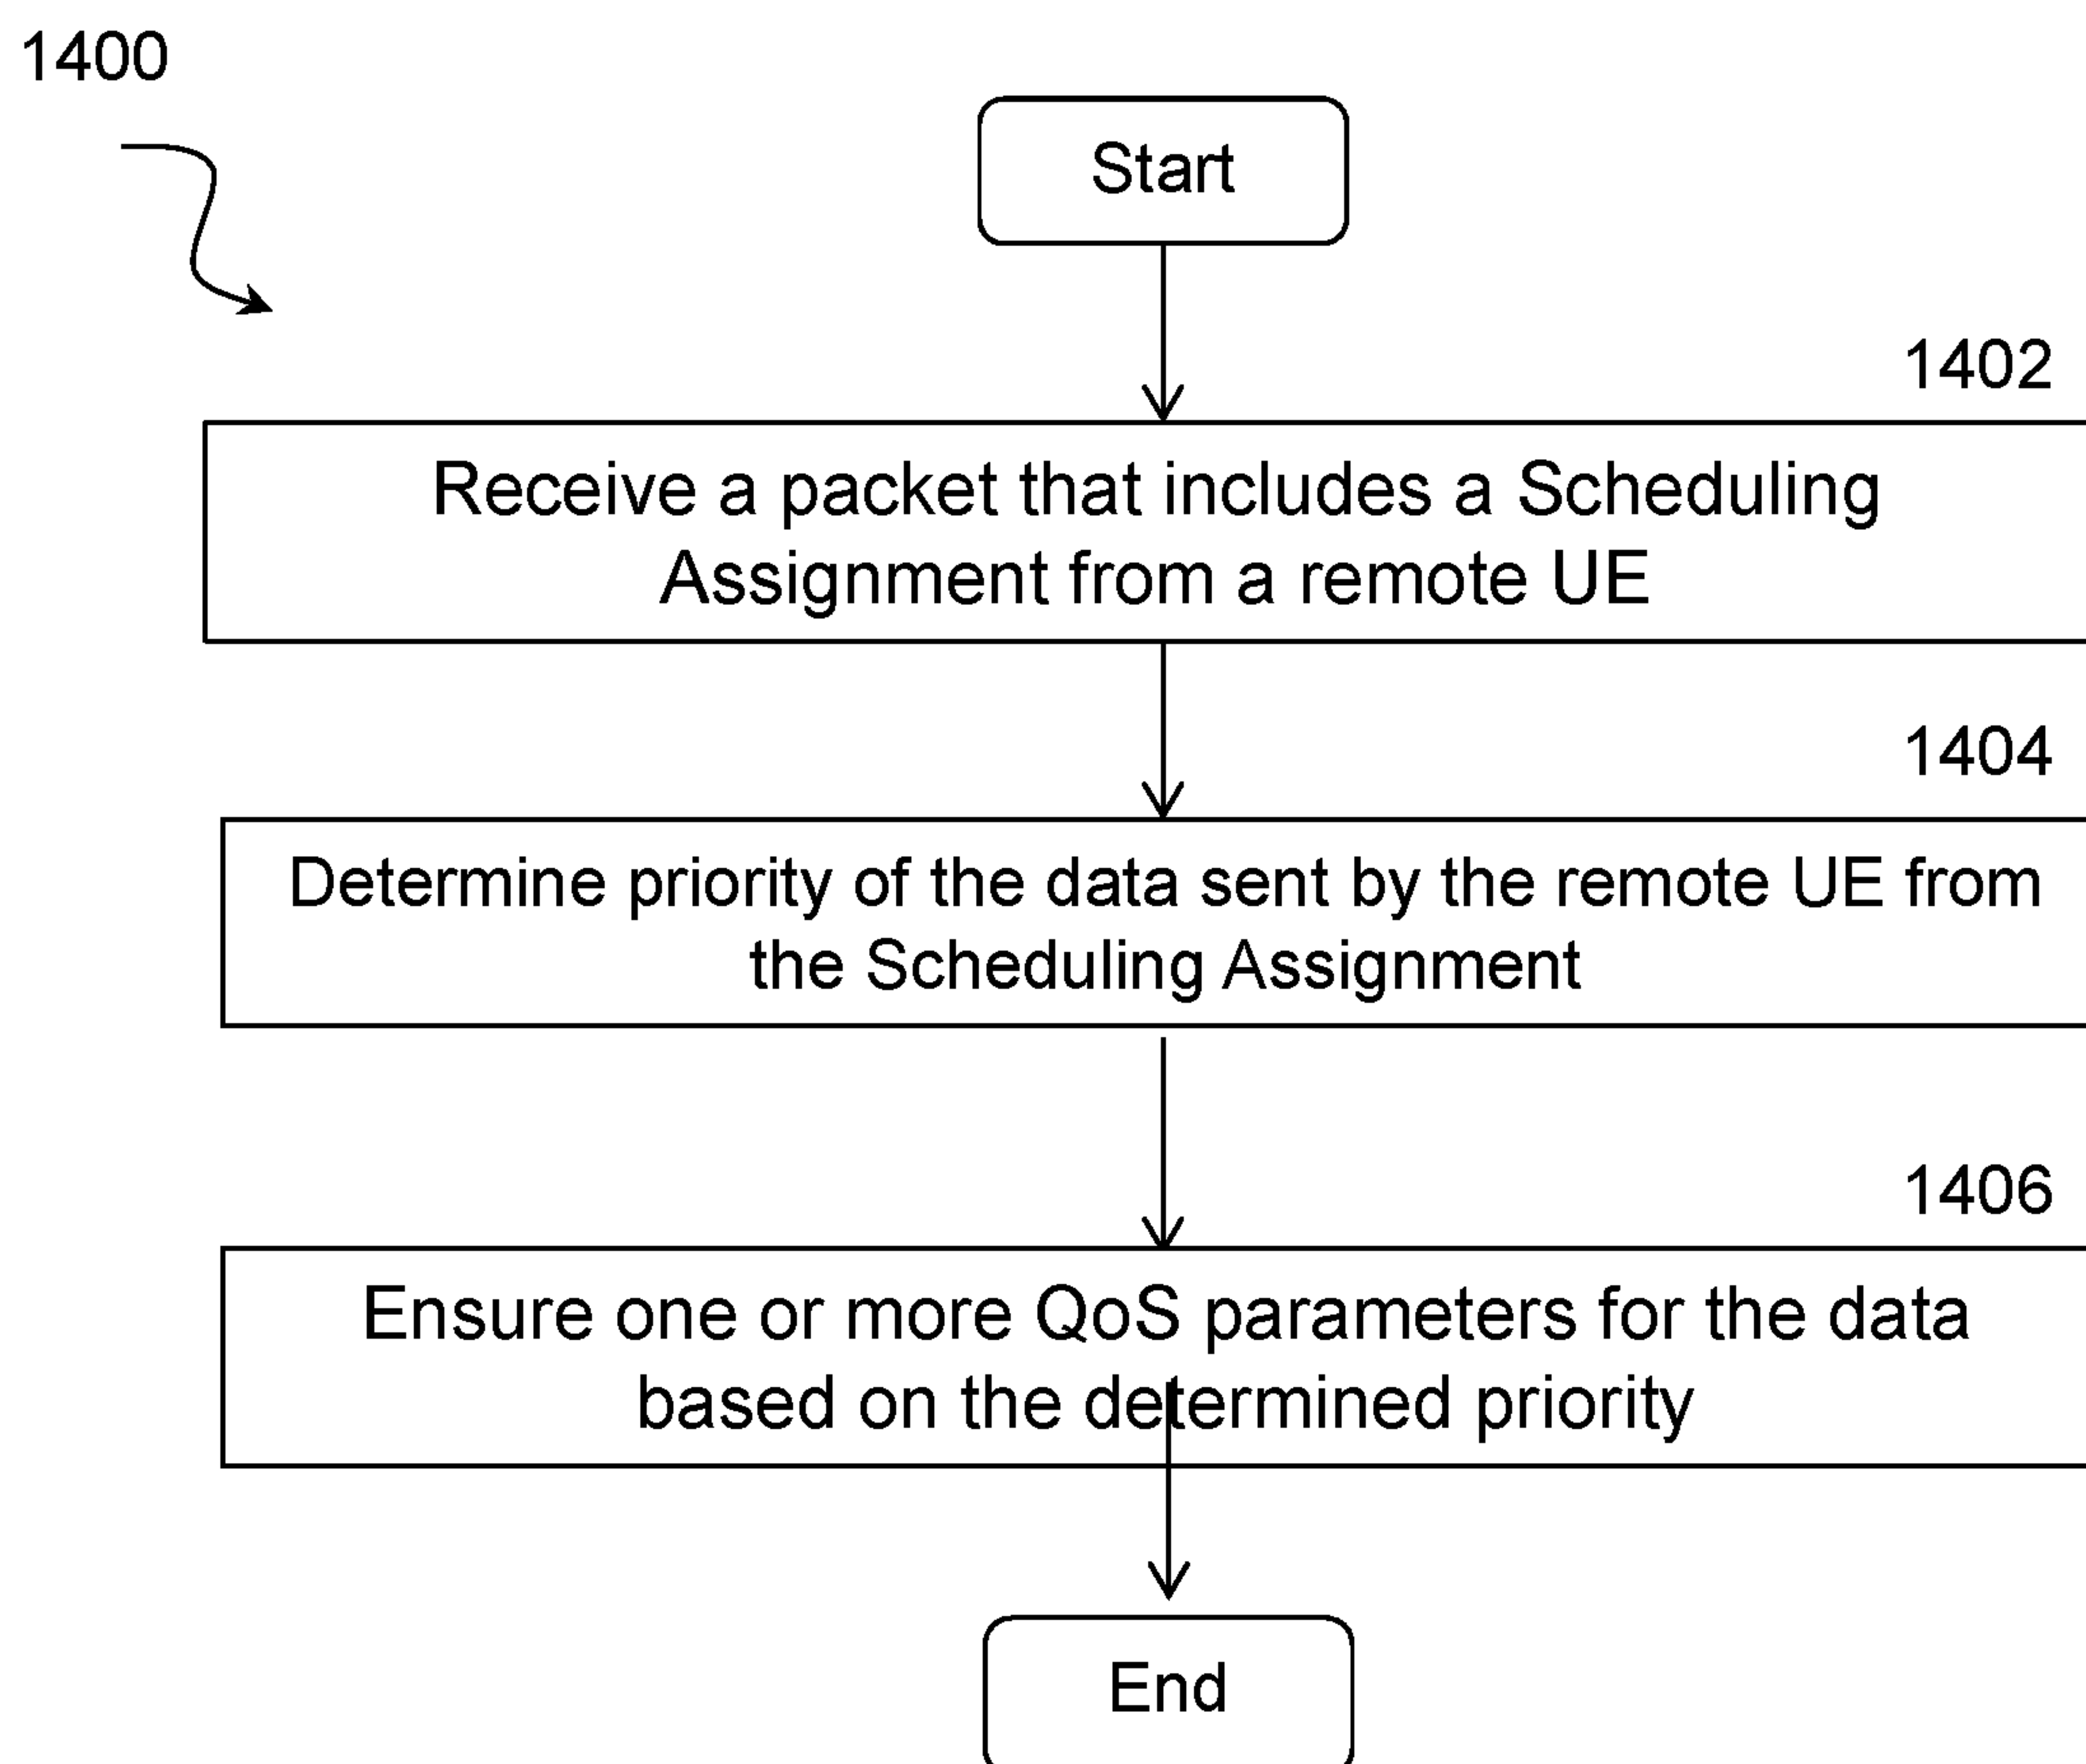 1400
Start
1402
Receive a packet that includes a Scheduling
Assignment from a remote UE
1404
Determine priority of the data sent by the remote UE from
the Scheduling Assignment
1406
Ensure one or more QoS parameters for the data
based on the determined priority
End